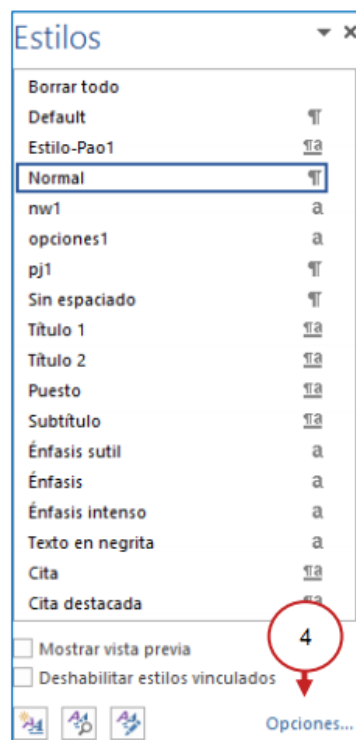 Estilos
Borrar todo
Default ¶
Estilo-Pao1 ¶a
Normal ¶
nw1 a
opciones1 a
pj1 ¶
Sin espaciado ¶
Título 1 ¶a
Título 2 ¶a
Puesto ¶a
Subtítulo ¶a
Énfasis sutil a
Énfasis a
Énfasis intenso a
Texto en negrita a
Cita ¶a
Cita destacada ¶a
4
Mostrar vista previa
Deshabilitar estilos vinculados
Opciones...